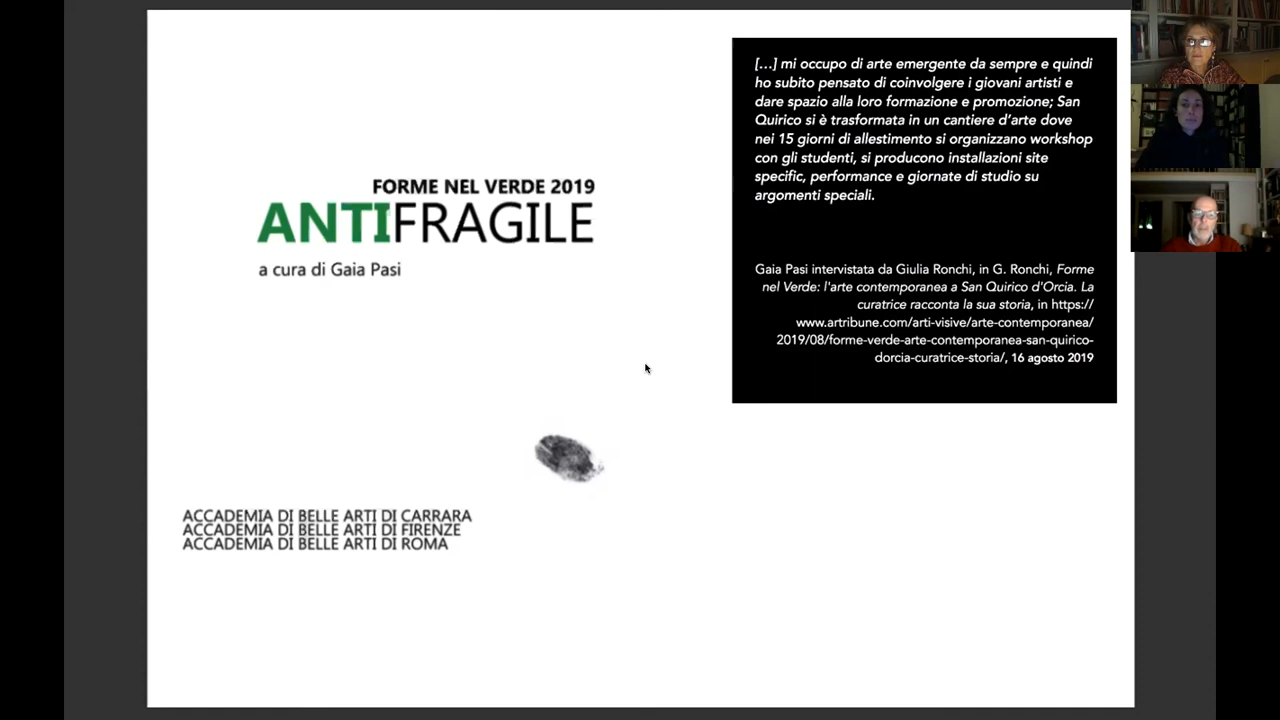 FORME NEL VERDE 2019
ANTIFRAGILE
a cura di Gaia Pasi
ACCADEMIA DI BELLE ARTI DI CARRARA
ACCADEMIA DI BELLE ARTI DI FIRENZE
ACCADEMIA DI BELLE ARTI DI ROMA
[…] mi occupo di arte emergente da sempre e quindi
ho subito pensato di coinvolgere i giovani artisti e
dare spazio alla loro formazione e promozione; San
Quirico si è trasformata in un cantiere d’arte dove
nei 15 giorni di allestimento si organizzano workshop
con gli studenti, si producono installazioni site
specific, performance e giornate di studio su
argomenti speciali.
Gaia Pasi intervistata da Giulia Ronchi, in G. Ronchi, Forme
nel Verde: l'arte contemporanea a San Quirico d'Orcia. La
curatrice racconta la sua storia, in https://
www.artribune.com/arti-visive/arte-contemporanea/
2019/08/forme-verde-arte-contemporanea-san-quirico-
dorcia-curatrice-storia/, 16 agosto 2019